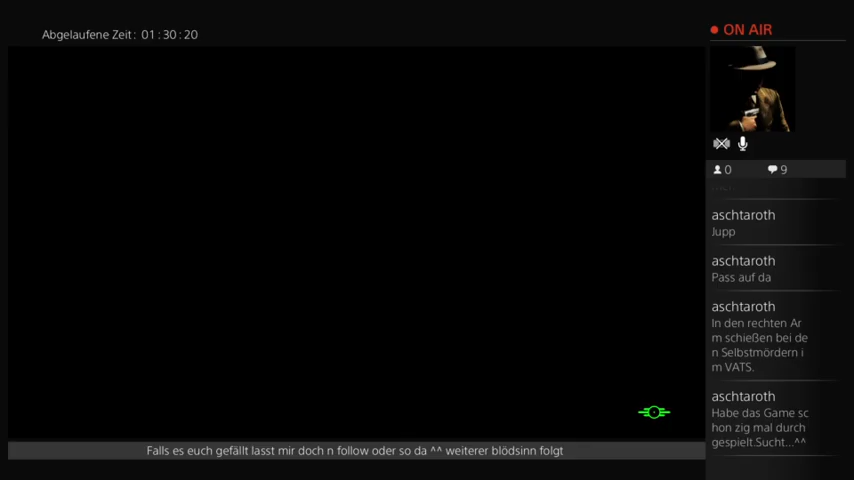 Abgelaufene Zeit: 01:30:20
ON AIR
0 9
aschtaroth
Jupp
aschtaroth
Pass auf da
aschtaroth
In den rechten Ar
m schießen bei de
n Selbstmördern i
m VATS.
aschtaroth
Habe das Game sc
hon zig mal durch
gespielt.Sucht...^^
Falls es euch gefällt lasst mir doch n follow oder so da ^^ weiterer blödsinn folgt